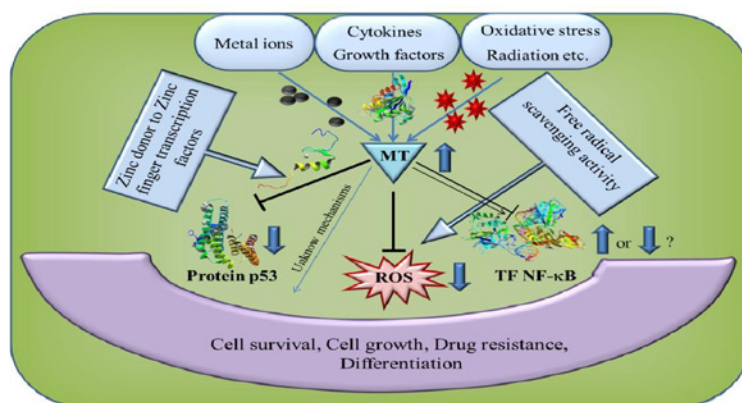 Metal ions
Cytokines
Growth factors
Oxidative stress
Radiation etc.
Zinc donor to Zinc
finger transcription
factors
Free radical
scavenging activity
MT
Unknow mechanisms
Protein p53
ROS
TF NF-κB
or
?
Cell survival, Cell growth, Drug resistance,
Differentiation